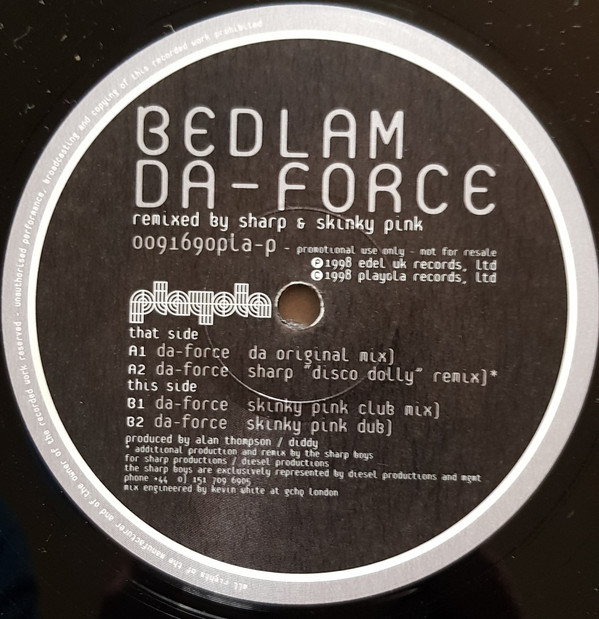 BEDLAM
DA-FORCE
remixed by sharp & skinky pink
0091690pla-p - promotional use only - not for resale
℗1998 edel uk records, ltd
©1998 playola records, ltd
playola
that side
A1 da-force da original mix)
A2 da-force sharp "disco dolly" remix)*
this side
B1 da-force skinky pink club mix)
B2 da-force skinky pink dub)
produced by alan thompson / diddy
* additional production and remix by the sharp boys
for sharp productions / diesel productions
the sharp boys are exclusively represented by diesel productions and mgmt
phone +44 0) 151 709 6905
mix engineered by kevin white at gchq london
all rights of the manufacturer and of the owner of the recorded work reserved - unauthorised performance, broadcasting and copying of this recorded work prohibited